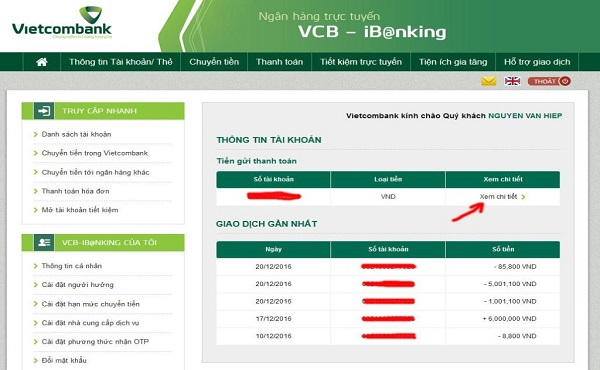 Vietcombank
Ngân hàng trực tuyến
VCB – iB@nking
Thông tin Tài khoản/ Thẻ Chuyển tiền Thanh toán Tiết kiệm trực tuyến Tiện ích gia tăng Hỗ trợ giao dịch
THOÁT
TRUY CẬP NHANH
Danh sách tài khoản
Chuyển tiền trong Vietcombank
Chuyển tiền tới ngân hàng khác
Thanh toán hóa đơn
Mở tài khoản tiết kiệm
VCB-IB@NKING CỦA TÔI
Thông tin cá nhân
Cài đặt người hưởng
Cài đặt hạn mức chuyển tiền
Cài đặt nhà cung cấp dịch vụ
Cài đặt phương thức nhận OTP
Đổi mật khẩu
Vietcombank kính chào Quý khách NGUYEN VAN HIEP
THÔNG TIN TÀI KHOẢN
Tiền gửi thanh toán
Số tài khoản Loại tiền Xem chi tiết
VND Xem chi tiết
GIAO DỊCH GẦN NHẤT
Ngày Số tài khoản Số tiền
20/12/2016 - 85,800 VND
20/12/2016 - 5,001,100 VND
20/12/2016 - 1,001,100 VND
17/12/2016 + 6,000,000 VND
10/12/2016 - 8,800 VND